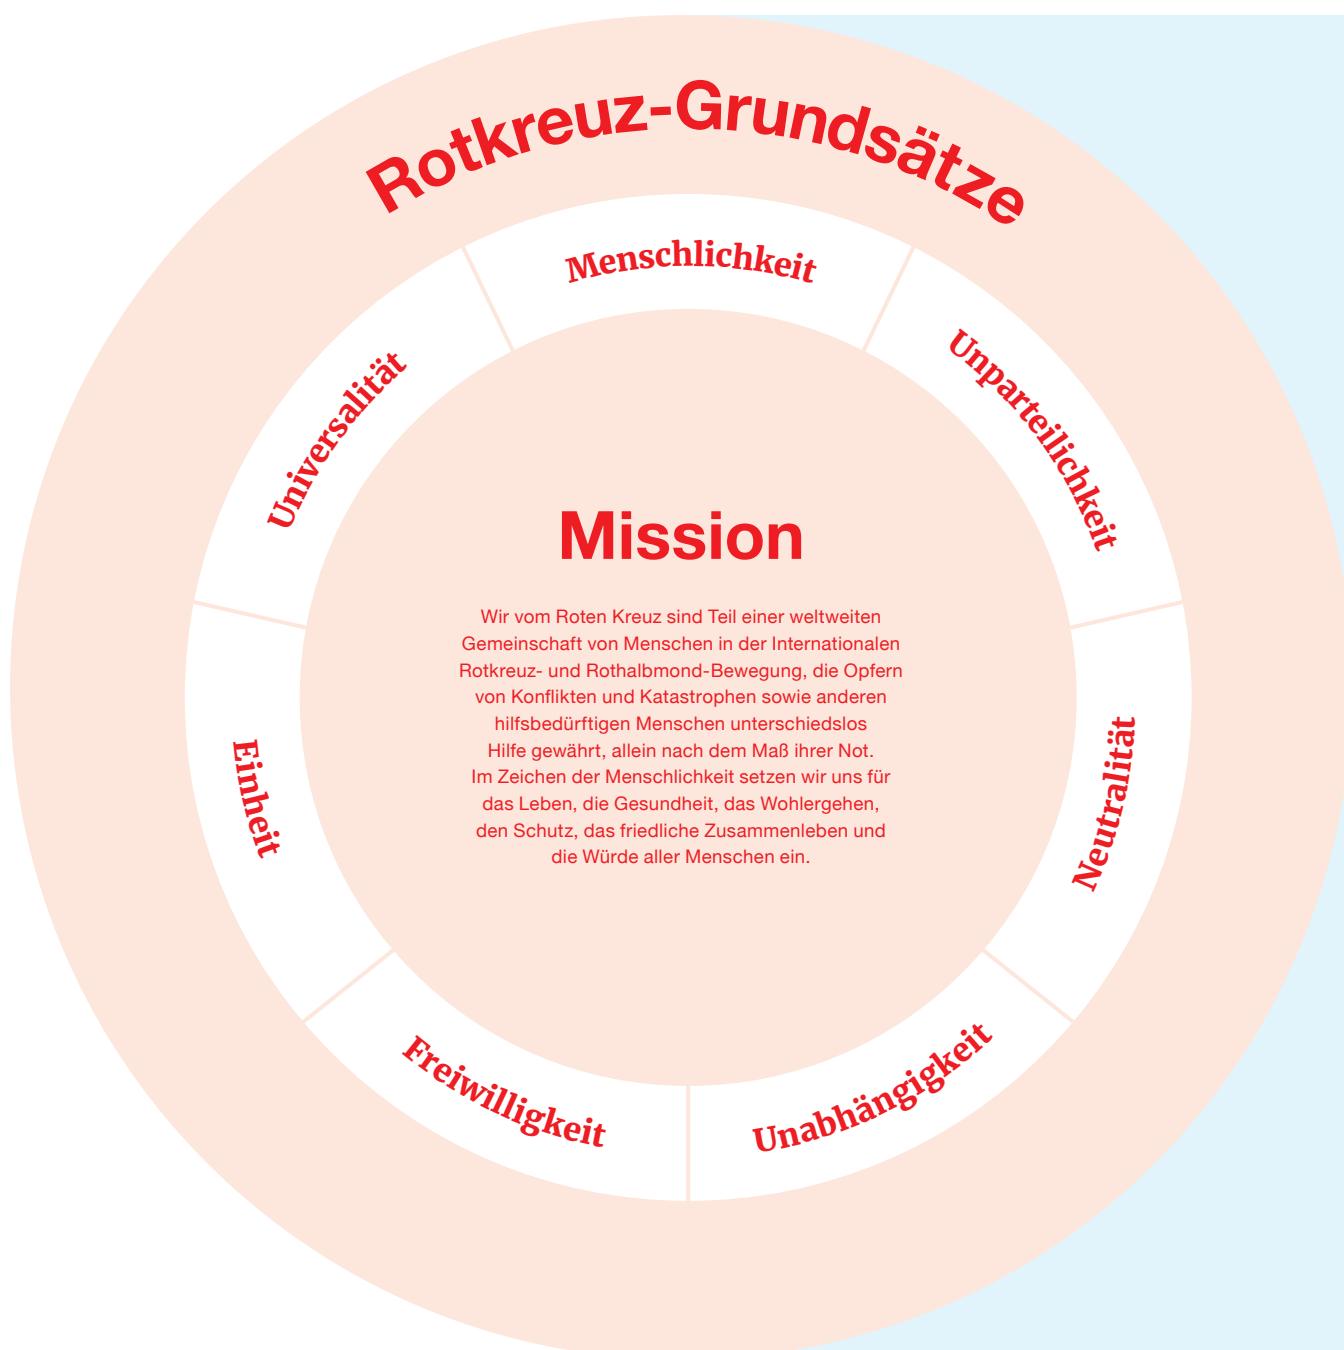 Rotkreuz-Grundsätze
Menschlichkeit
Unparteilichkeit
Neutralität
Unabhängigkeit
Freiwilligkeit
Einheit
Universalität
Mission
Wir vom Roten Kreuz sind Teil einer weltweiten
Gemeinschaft von Menschen in der Internationalen
Rotkreuz- und Rothalbmond-Bewegung, die Opfern
von Konflikten und Katastrophen sowie anderen
hilfsbedürftigen Menschen unterschiedslos
Hilfe gewährt, allein nach dem Maß ihrer Not.
Im Zeichen der Menschlichkeit setzen wir uns für
das Leben, die Gesundheit, das Wohlergehen,
den Schutz, das friedliche Zusammenleben und
die Würde aller Menschen ein.